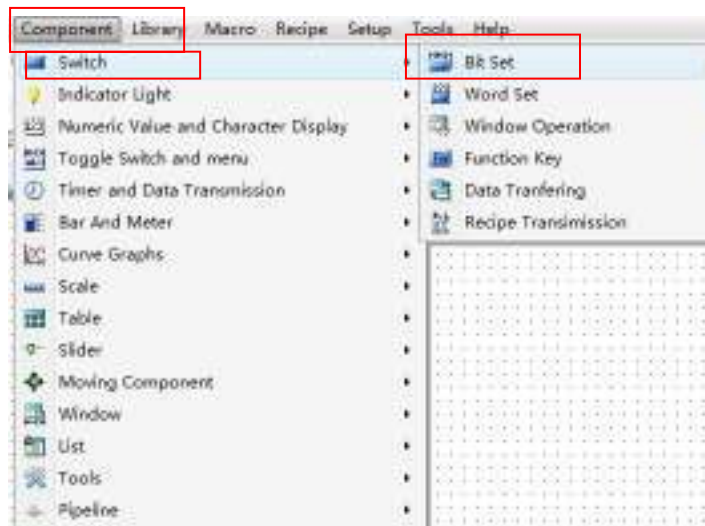 Component Library Macro Recipe Setup Tools Help
Switch
Indicator Light
Numeric Value and Character Display
Toggle Switch and menu
Timer and Data Transmission
Bar And Meter
Curve Graphs
Scale
Table
Slider
Moving Component
Window
List
Tools
Pipeline
Bit Set
Word Set
Window Operation
Function Key
Data Tranfering
Recipe Transimission